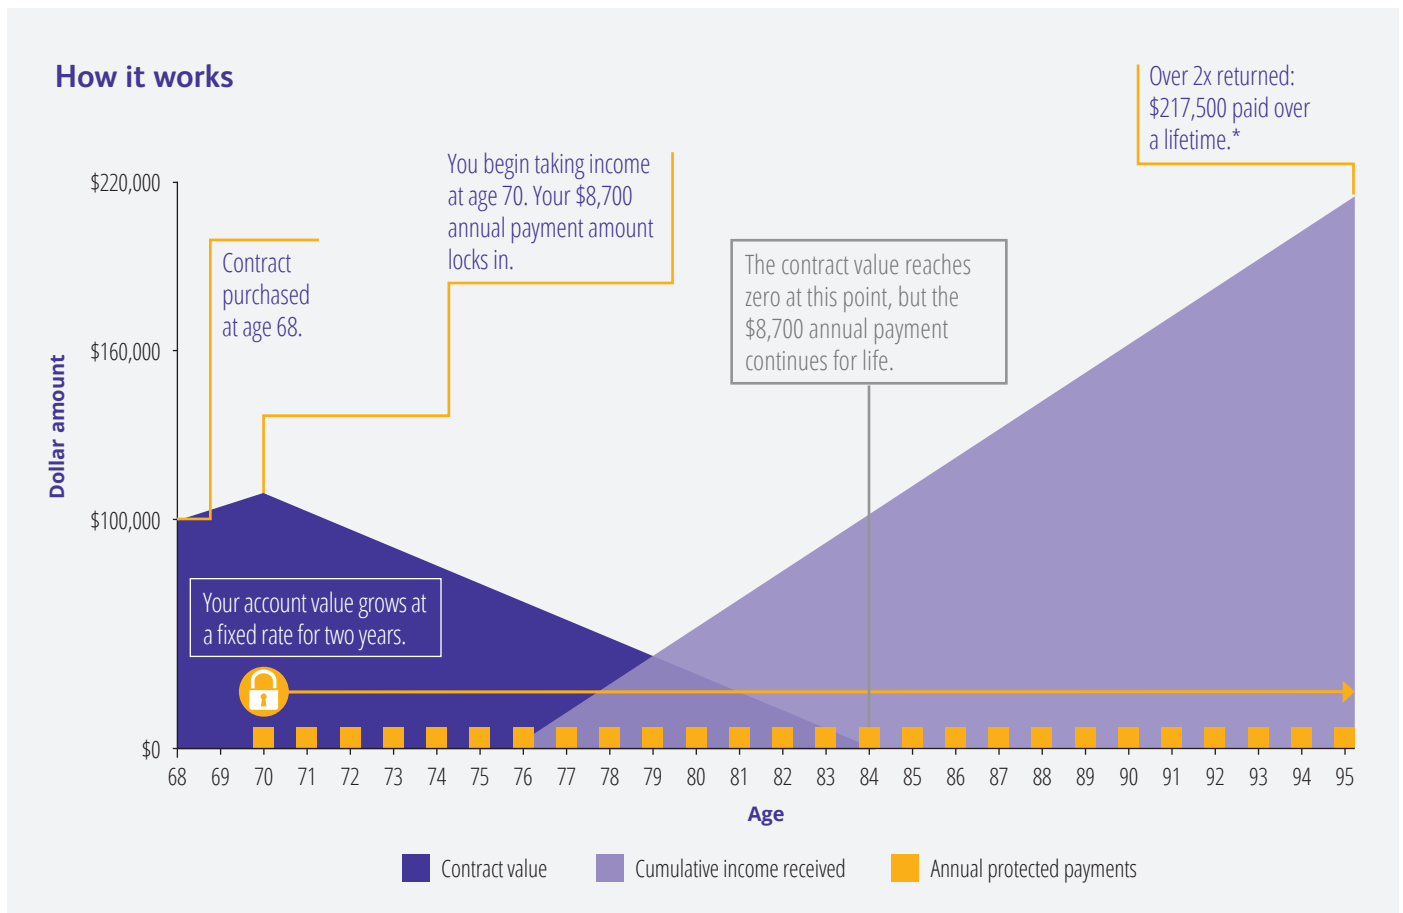 How it works
Over 2x returned:
$217,500 paid over
a lifetime.*
You begin taking income
at age 70. Your $8,700
annual payment amount
locks in.
Contract
purchased
at age 68.
The contract value reaches
zero at this point, but the
$8,700 annual payment
continues for life.
Your account value grows at
a fixed rate for two years.
Dollar amount
$220,000
$160,000
$100,000
$0
68 69 70 71 72 73 74 75 76 77 78 79 80 81 82 83 84 85 86 87 88 89 90 91 92 93 94 95
Age
Contract value
Cumulative income received
Annual protected payments